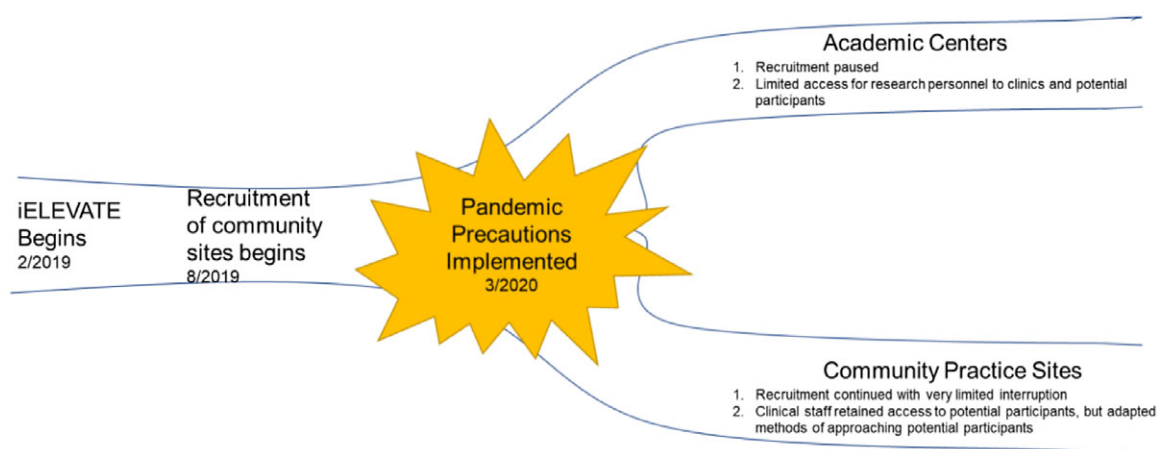 iELEVATE
Begins
2/2019
Recruitment
of community
sites begins
8/2019
Pandemic
Precautions
Implemented
3/2020
Academic Centers
1. Recruitment paused
2. Limited access for research personnel to clinics and potential
participants
Community Practice Sites
1. Recruitment continued with very limited interruption
2. Clinical staff retained access to potential participants, but adapted
methods of approaching potential participants